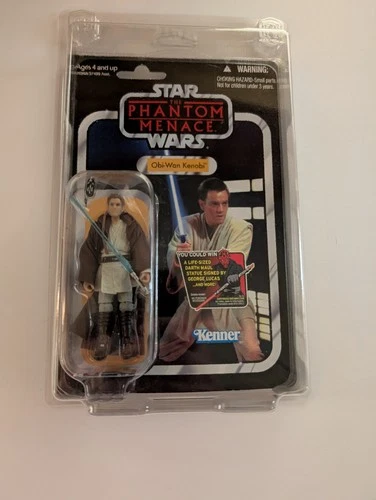 Ages 4 and up
WARNING:
CHOKING HAZARD-Small parts
Not for children under 3 years.
STAR
THE
PHANTOM
MENACE
WARS
Obi-Wan Kenobi
YOU COULD WIN
A LIFE-SIZED
DARTH MAUL
STATUE SIGNED BY
GEORGE LUCAS
...AND MORE!
Kenner